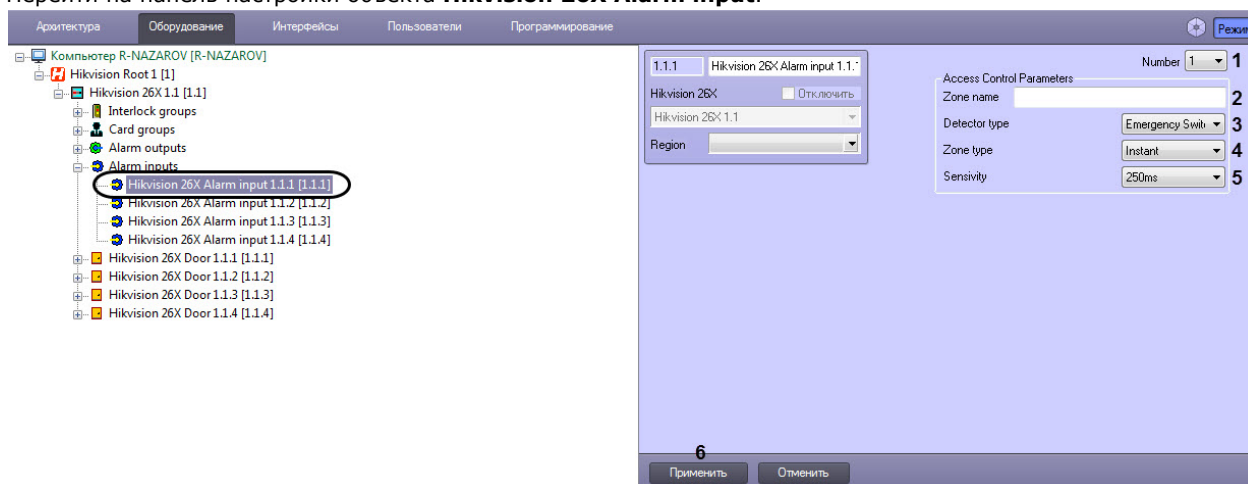 Перейти на панель настройки объекта Hikvision 26X Alarm input.
Архитектура Оборудование Интерфейсы Пользователи Программирование Режим
Компьютер R-NAZAROV [R-NAZAROV]
Hikvision Root 1 [1]
Hikvision 26X 1.1 [1.1]
Interlock groups
Card groups
Alarm outputs
Alarm inputs
Hikvision 26X Alarm input 1.1.1 [1.1.1]
Hikvision 26X Alarm input 1.1.2 [1.1.2]
Hikvision 26X Alarm input 1.1.3 [1.1.3]
Hikvision 26X Alarm input 1.1.4 [1.1.4]
Hikvision 26X Door 1.1.1 [1.1.1]
Hikvision 26X Door 1.1.2 [1.1.2]
Hikvision 26X Door 1.1.3 [1.1.3]
Hikvision 26X Door 1.1.4 [1.1.4]
1.1.1 Hikvision 26X Alarm input 1.1.
Hikvision 26X Отключить
Hikvision 26X 1.1
Region
Number 1 1
Access Control Parameters
Zone name 2
Detector type Emergency Swit 3
Zone type Instant 4
Sensivity 250ms 5
6
Применить Отменить